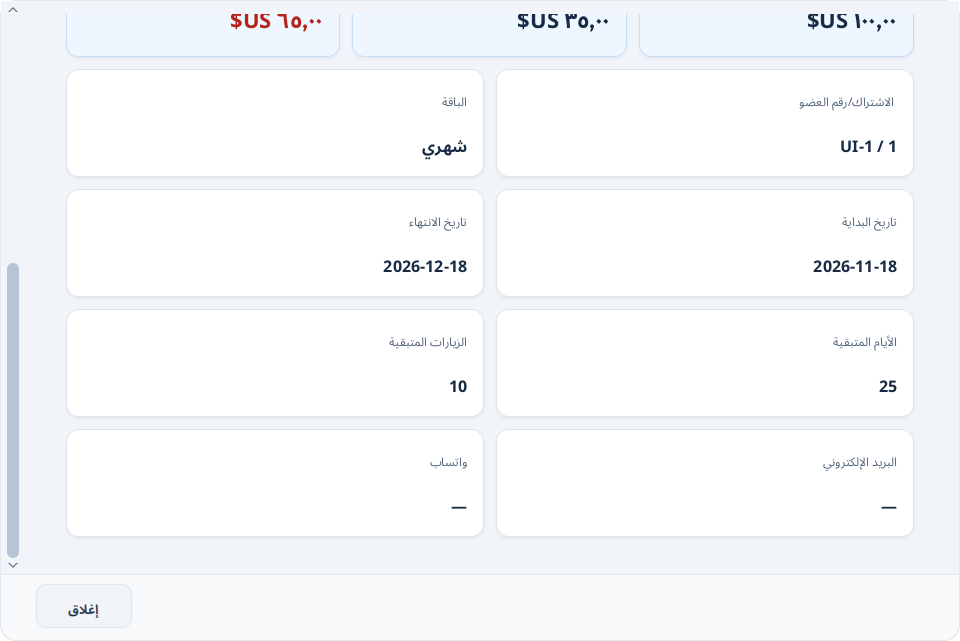 ١٠٠,٠٠ US$
٣٥,٠٠ US$
٦٥,٠٠ US$
الاشتراك/رقم العضو
UI-1 / 1
الباقة
شهري
تاريخ البداية
2026-11-18
تاريخ الانتهاء
2026-12-18
الأيام المتبقية
25
الزيارات المتبقية
10
البريد الإلكتروني
—
واتساب
—
إغلاق